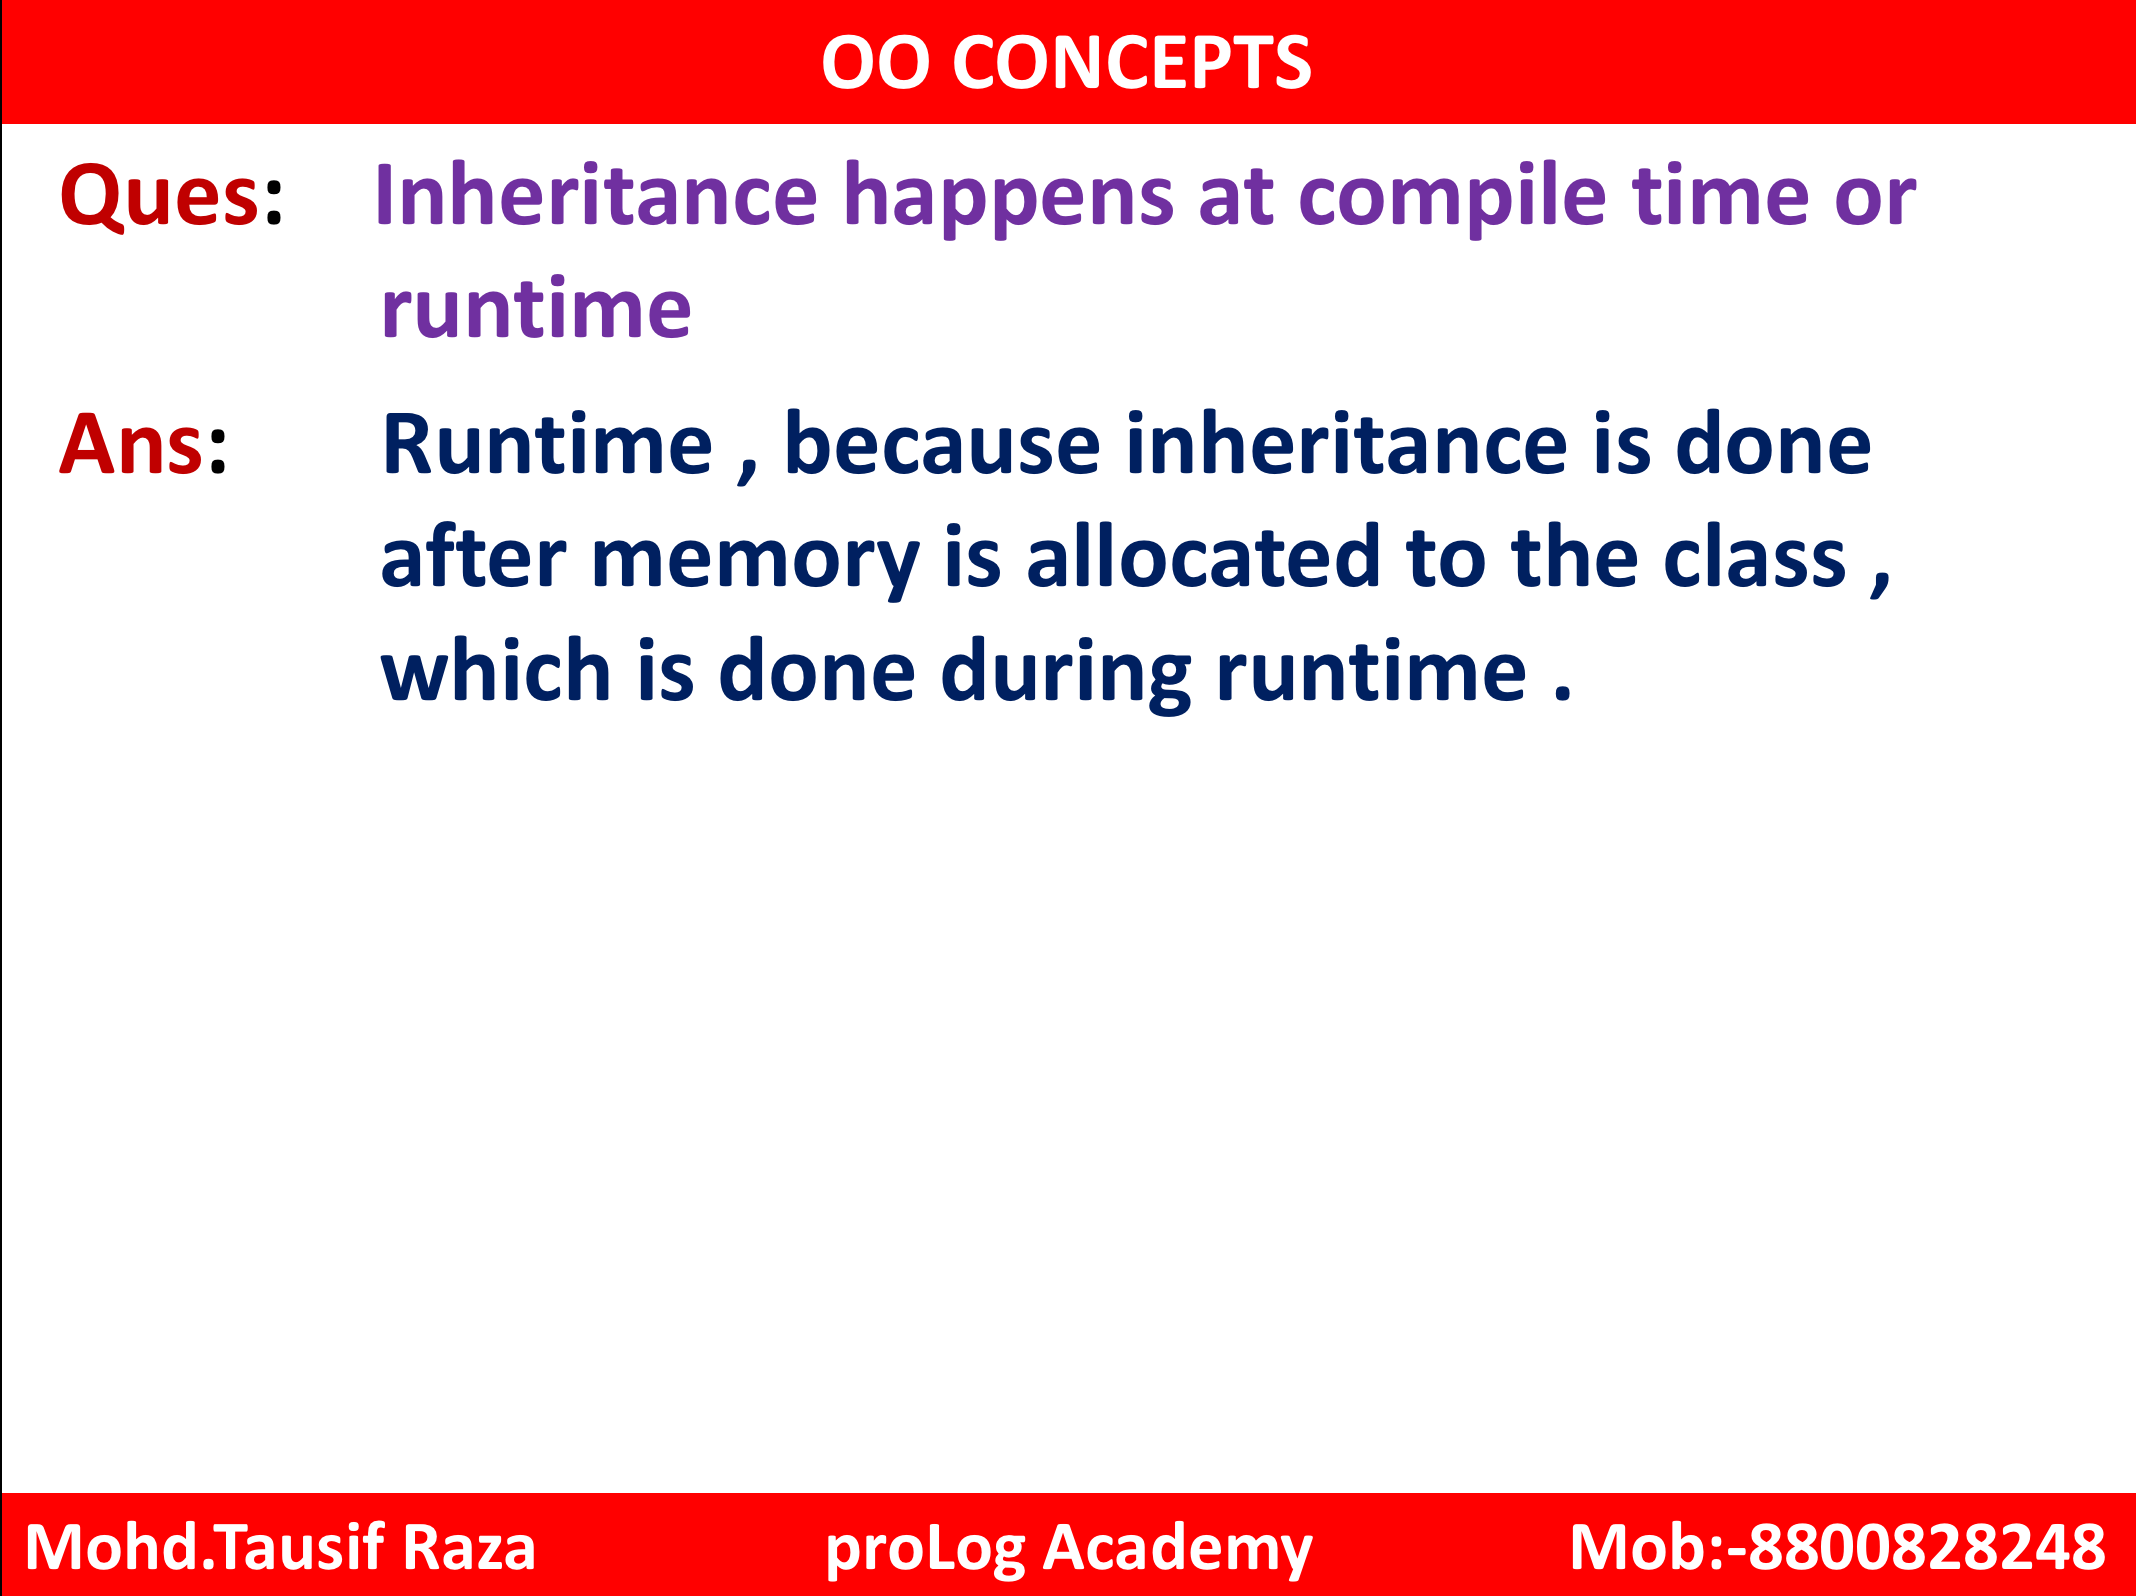 OO CONCEPTS
Ques: Inheritance happens at compile time or
runtime
Ans: Runtime , because inheritance is done
after memory is allocated to the class ,
which is done during runtime .
Mohd.Tausif Raza proLog Academy Mob:-8800828248